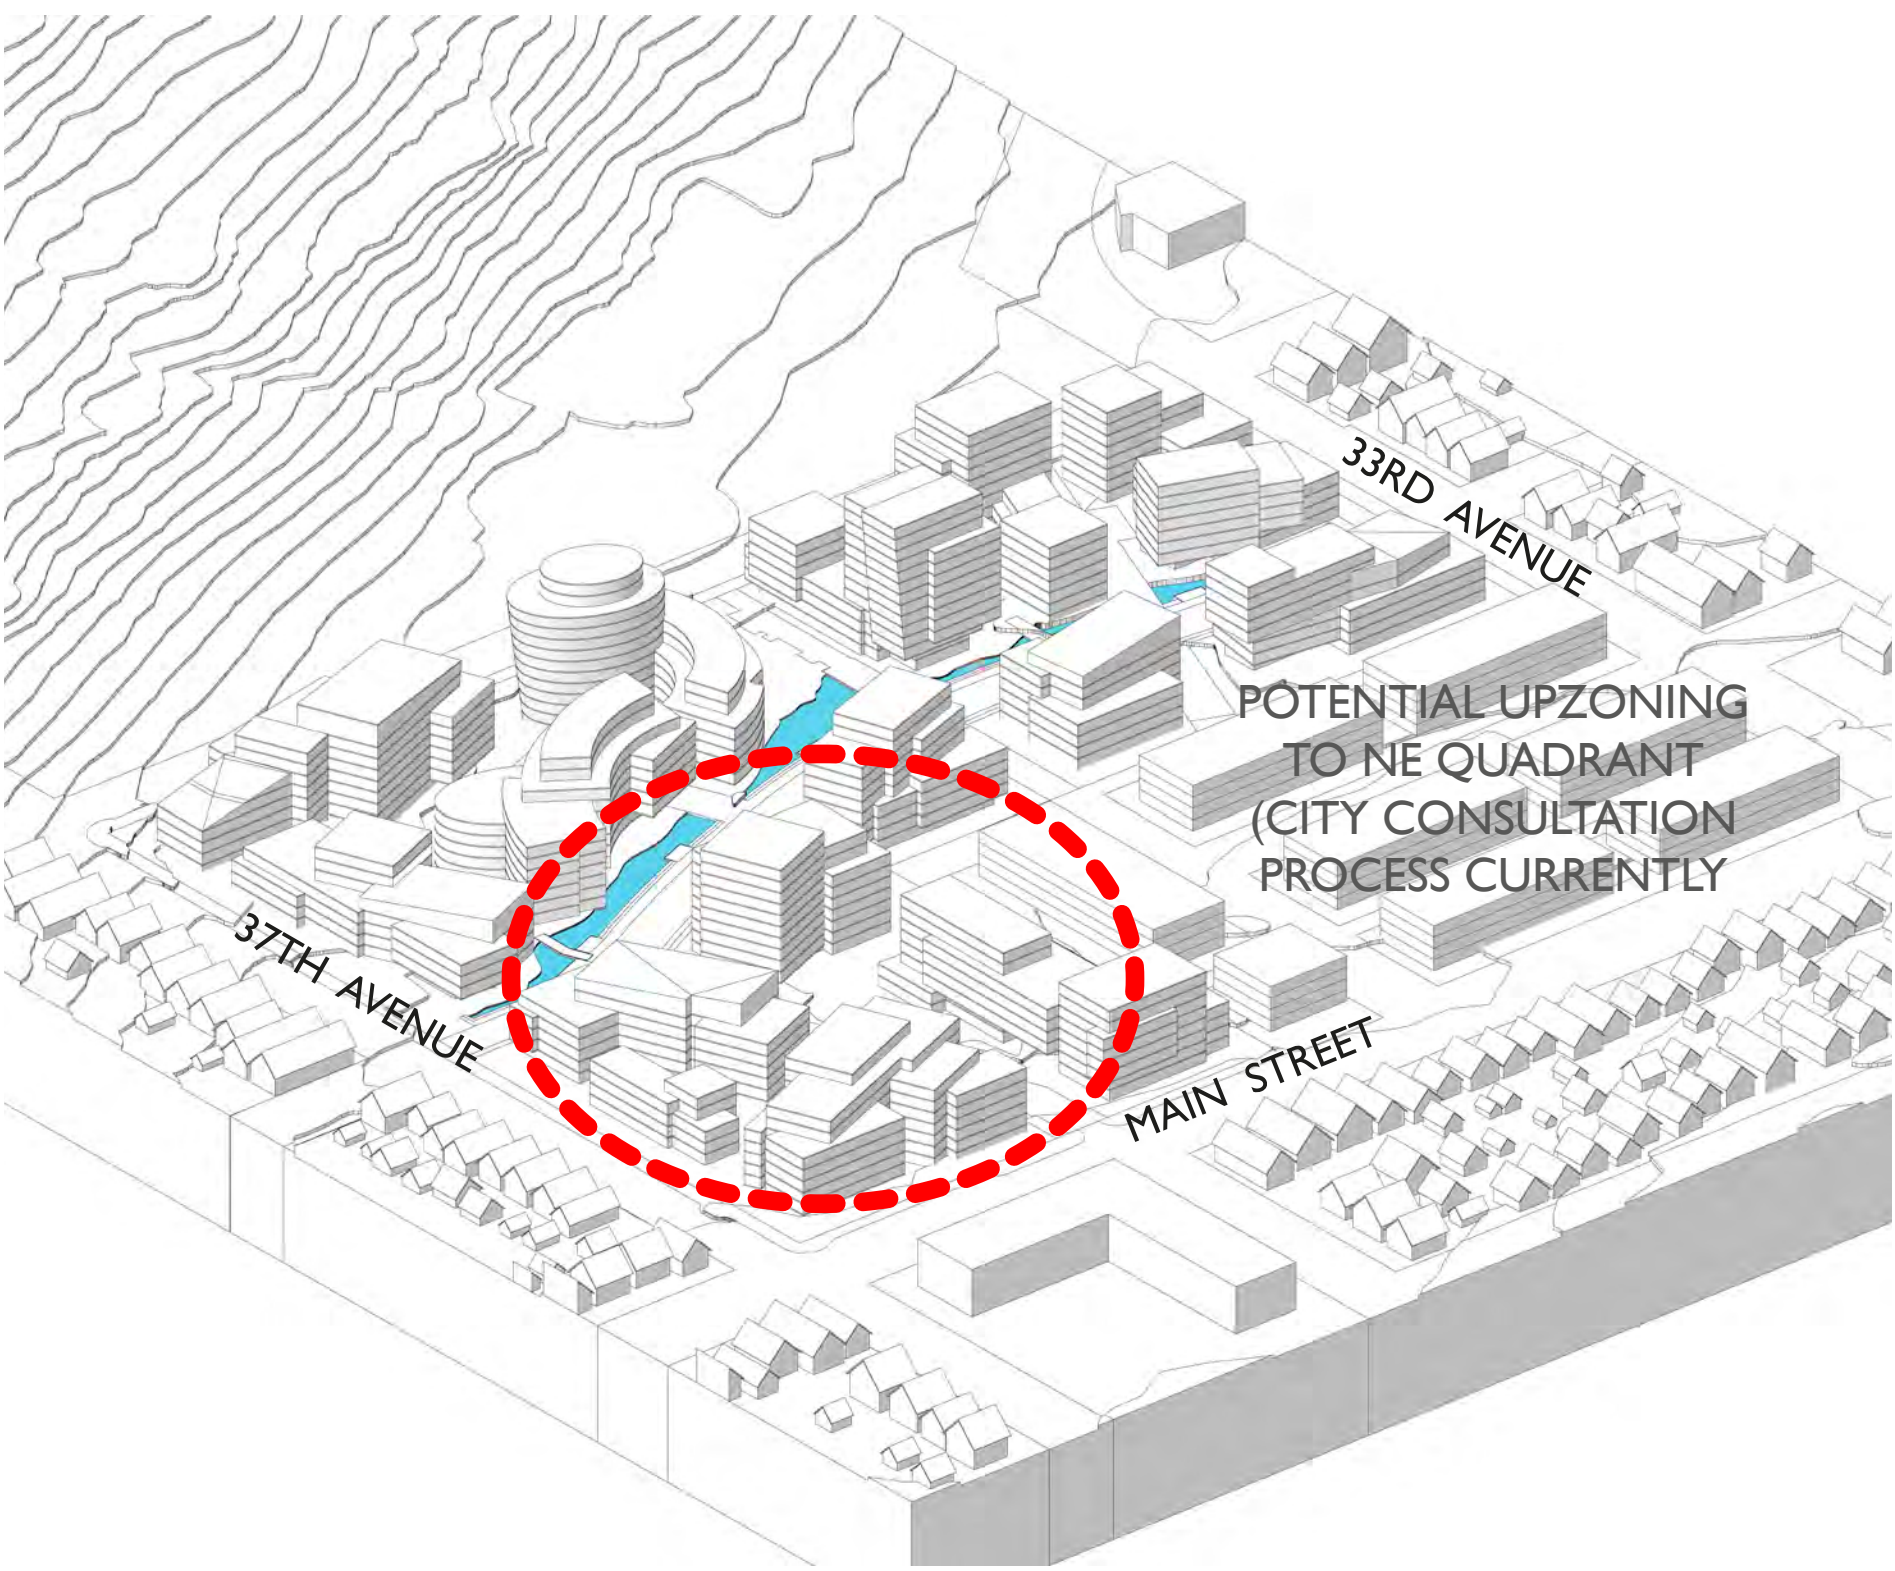 33RD AVENUE
POTENTIAL UPZONING
TO NE QUADRANT
(CITY CONSULTATION
PROCESS CURRENTLY
37TH AVENUE
MAIN STREET